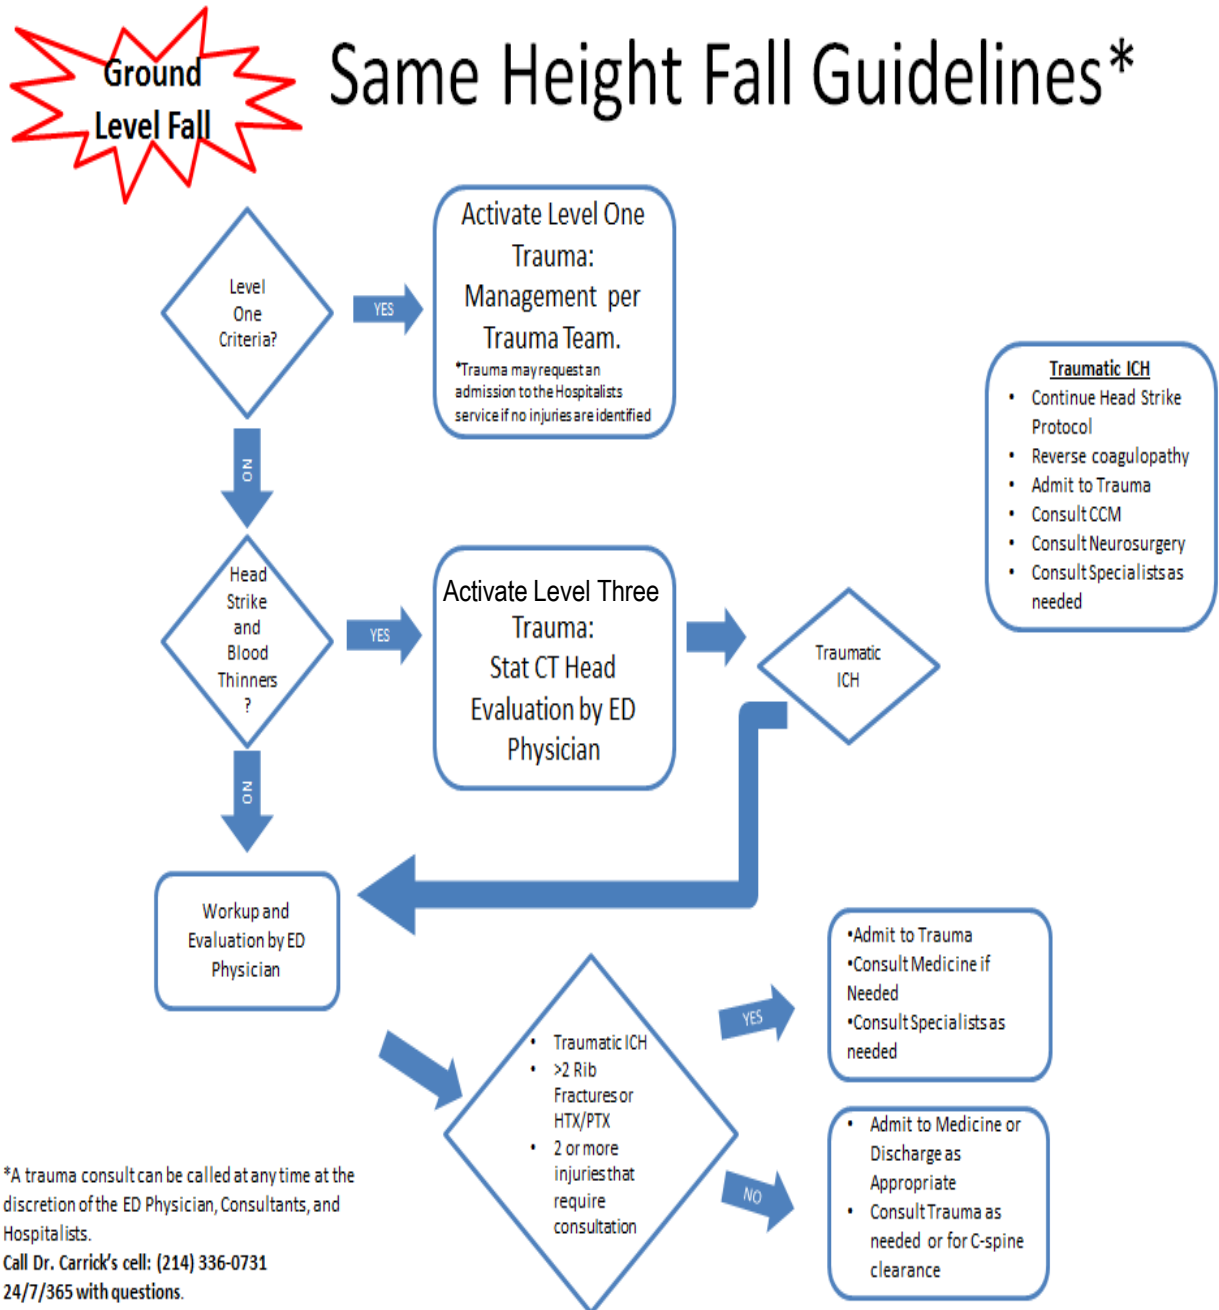 Ground
Level Fall
Same Height Fall Guidelines*
Level
One
Criteria?
YES
Activate Level One
Trauma:
Management per
Trauma Team.
*Trauma may request an
admission to the Hospitalists
service if no injuries are identified
NO
Traumatic ICH
• Continue Head Strike
Protocol
• Reverse coagulopathy
• Admit to Trauma
• Consult CCM
• Consult Neurosurgery
• Consult Specialists as
needed
Head
Strike
and
Blood
Thinners
?
YES
Activate Level Three
Trauma:
Stat CT Head
Evaluation by ED
Physician
Traumatic
ICH
NO
Workup and
Evaluation by ED
Physician
• Traumatic ICH
• >2 Rib
Fractures or
HTX/PTX
• 2 or more
injuries that
require
consultation
YES
•Admit to Trauma
•Consult Medicine if
Needed
•Consult Specialists as
needed
NO
• Admit to Medicine or
Discharge as
Appropriate
• Consult Trauma as
needed or for C-spine
clearance
*A trauma consult can be called at any time at the
discretion of the ED Physician, Consultants, and
Hospitalists.
Call Dr. Carrick's cell: (214) 336-0731
24/7/365 with questions.